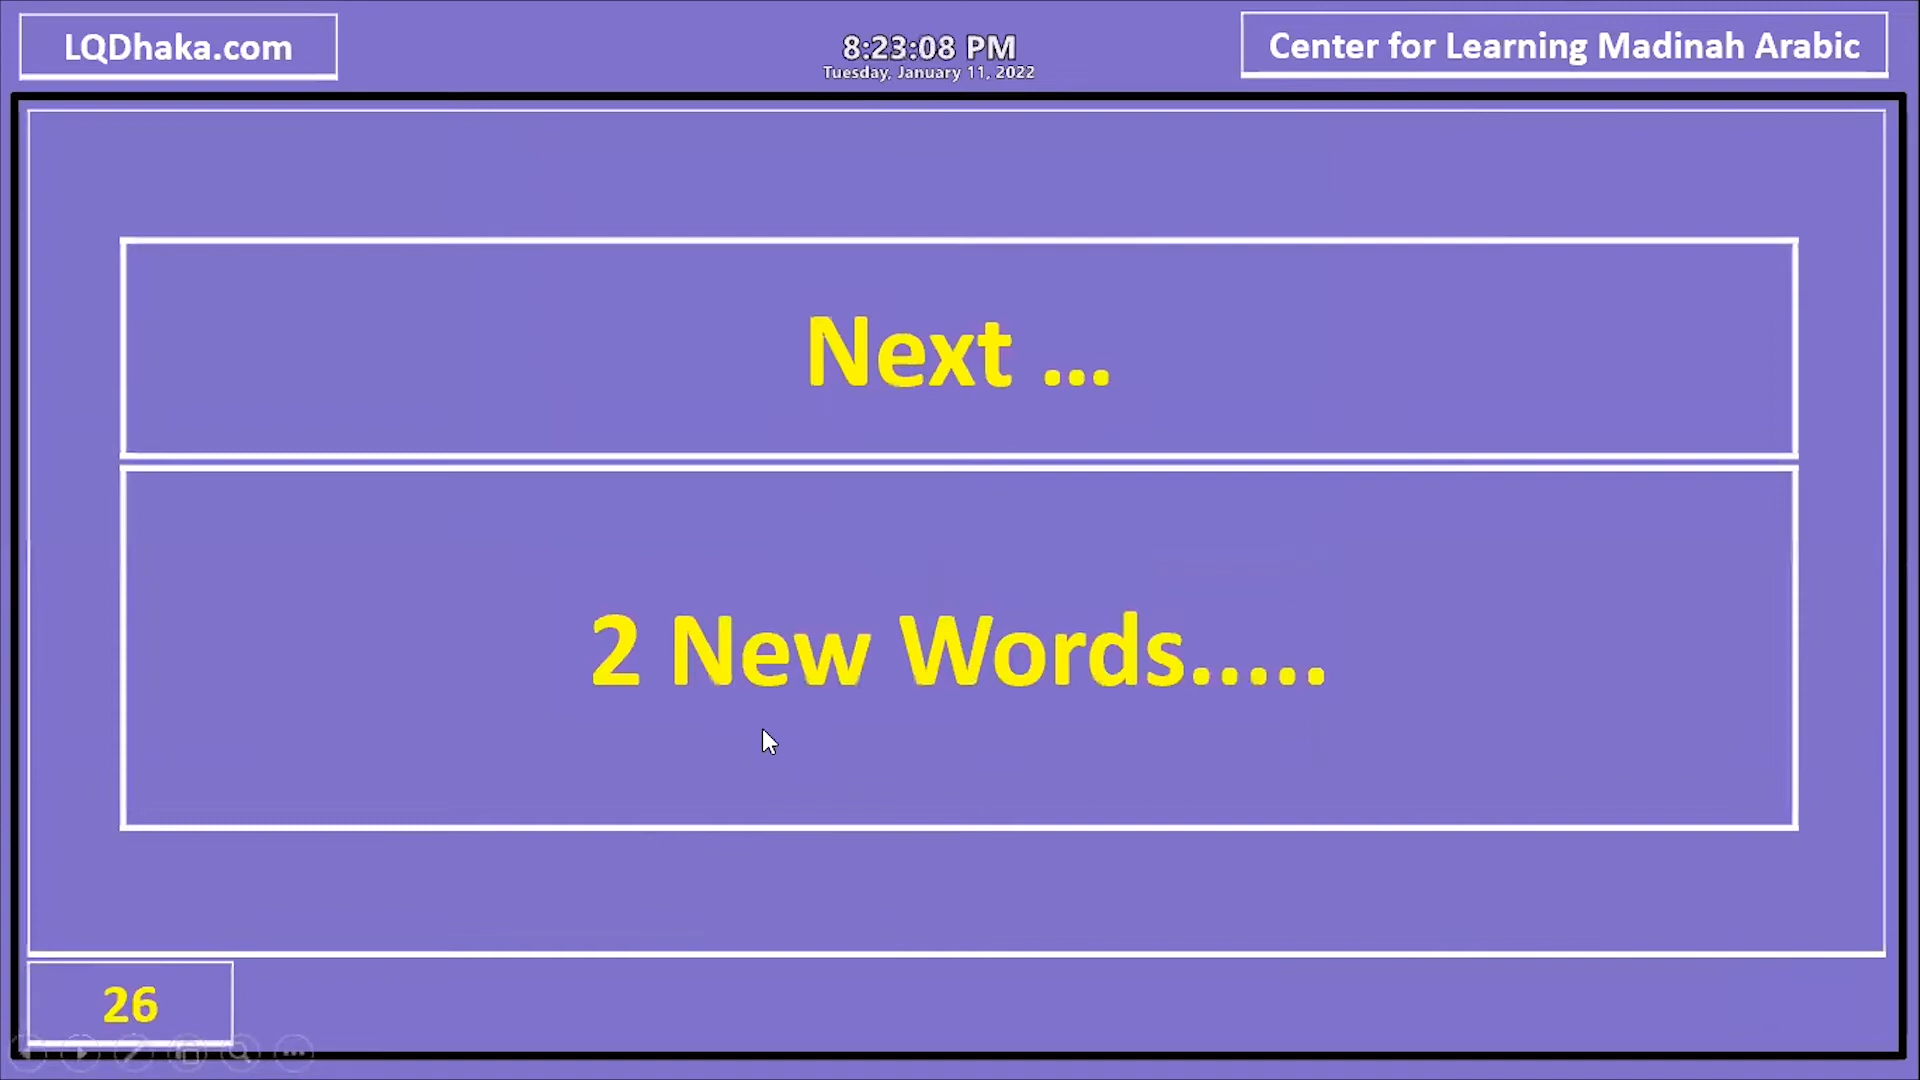 LQDhaka.com
8:23:08 PM
Tuesday, January 11, 2022
Center for Learning Madinah Arabic
Next ...
2 New Words.....
26